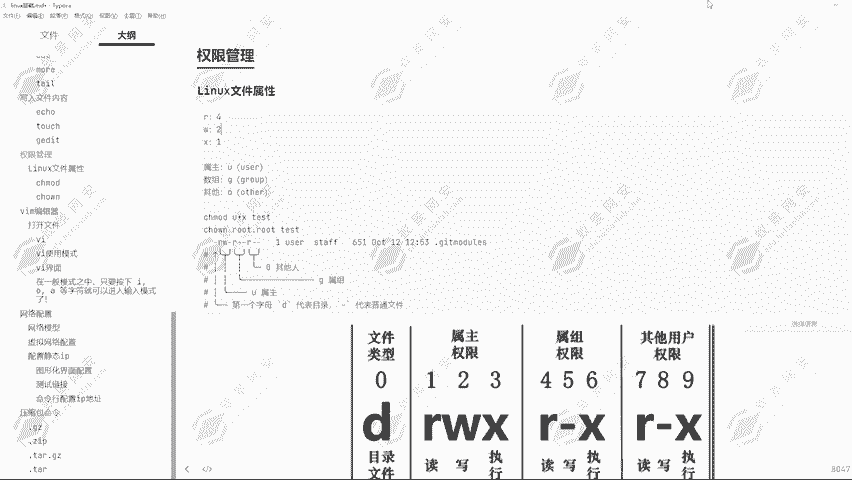 linux基础.md• - Typora
文件(F) 编辑(E) 段落(P) 格式(O) 视图(V) 主题(T) 帮助(H)
文件 大纲
more
tail
写入文件内容
echo
touch
gedit
权限管理
Linux文件属性
chmod
chown
vim编辑器
打开文件
vi
vi使用模式
vi界面
在一般模式之中，只要按下 i,
o, a 等字符就可以进入输入模式
了!
网络配置
网络模型
虚拟网络配置
配置静态ip
图形化界面配置
测试链接
命令行配置ip地址
压缩包命令
.gz
.zip
.tar.gz
.tar
权限管理
Linux文件属性
r: 4
w: 2
x: 1
属主: u (user)
数组: g (group)
其他: o (other)
chmod u+x test
chown root.root test
-rw-r--r-- 1 user staff 651 Oct 12 12:53 .gitmodules
o 其他人
g 属组
u 属主
第一个字母 `d` 代表目录，`-` 代表普通文件
文件类型 属主权限 属组权限 其他用户权限
0 1 2 3 4 5 6 7 8 9
d rwx r-x r-x
目录文件 读 写 执行 读 写 执行 读 写 执行